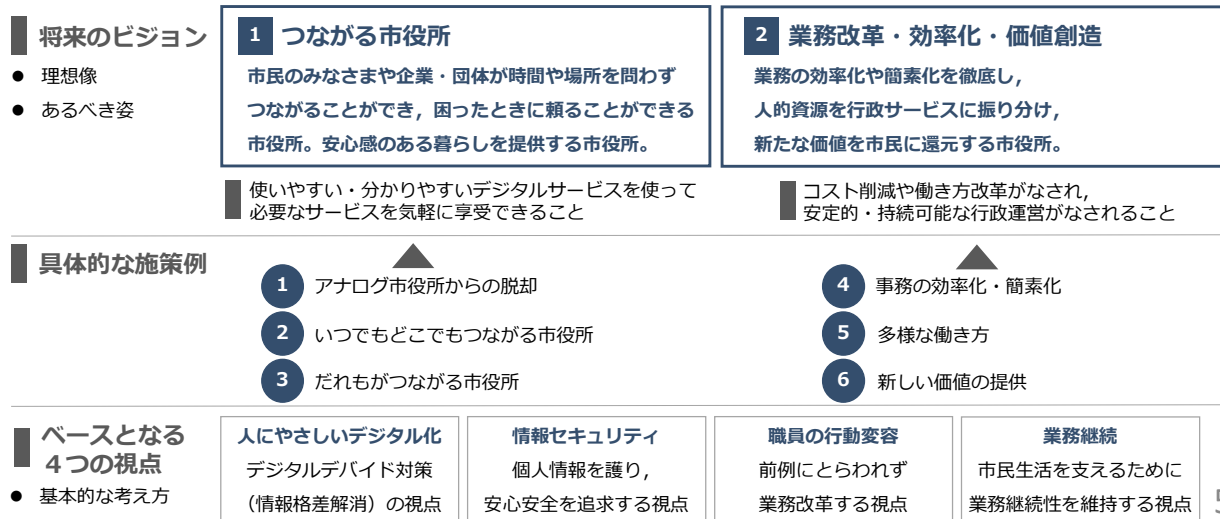 将来のビジョン
● 理想像
● あるべき姿
1 つながる市役所
市民のみなさまや企業・団体が時間や場所を問わず
つながることができ，困ったときに頼ることができる
市役所。安心感のある暮らしを提供する市役所。
2 業務改革・効率化・価値創造
業務の効率化や簡素化を徹底し，
人的資源を行政サービスに振り分け，
新たな価値を市民に還元する市役所。
使いやすい・分かりやすいデジタルサービスを使って
必要なサービスを気軽に享受できること
コスト削減や働き方改革がなされ，
安定的・持続可能な行政運営がなされること
具体的な施策例
1 アナログ市役所からの脱却
2 いつでもどこでもつながる市役所
3 だれもがつながる市役所
4 事務の効率化・簡素化
5 多様な働き方
6 新しい価値の提供
ベースとなる
４つの視点
● 基本的な考え方
人にやさしいデジタル化
デジタルデバイド対策
（情報格差解消）の視点
情報セキュリティ
個人情報を護り，
安心安全を追求する視点
職員の行動変容
前例にとらわれず
業務改革する視点
業務継続
市民生活を支えるために
業務継続性を維持する視点